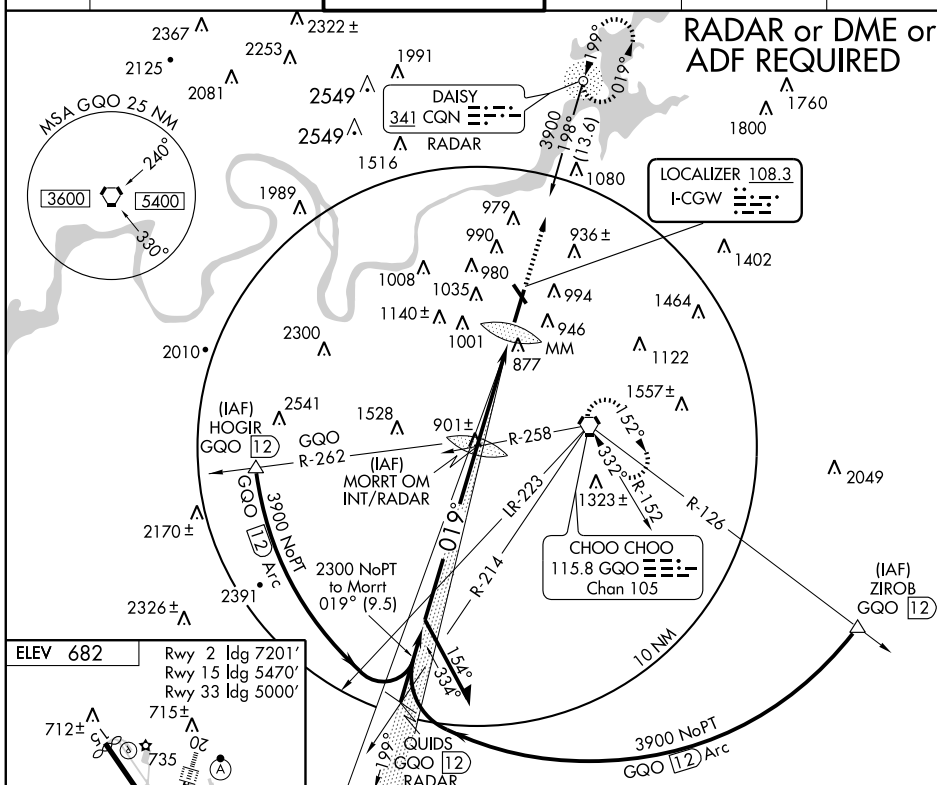 RADAR or DME or
ADF REQUIRED
2367
2322 ±
2253
2125
2081
1991
2549
2549
1516
1760
1800
MSA GQO 25 NM
240°
3600
5400
330°
DAISY
341 CQN
RADAR
199°
019°
3900
198°
(13.6)
1080
LOCALIZER 108.3
I-CGW
1989
979
990
936 ±
1402
1008
980
1035
994
1464
1140 ±
1001
946
MM
877
1122
2300
2010
1557 ±
(IAF)
HOGIR
GQO 12
2541
1528
901 ±
GQO
R-262
R-258
(IAF)
MORRT OM
INT/RADAR
152°
332°
R-152
1323 ±
2049
LR-223
R-126
R-214
019°
3900 NoPT
GQO 12 Arc
2170 ±
2391
2326 ±
2300 NoPT
to Morrt
019° (9.5)
CHOO CHOO
115.8 GQO
Chan 105
(IAF)
ZIROB
GQO 12
154°
334°
10 NM
3900 NoPT
GQO 12 Arc
QUIDS
GQO 12
RADAR
199°
ELEV 682
Rwy 2 ldg 7201'
Rwy 15 ldg 5470'
Rwy 33 ldg 5000'
712 ±
715 ±
735
15
P
20
A